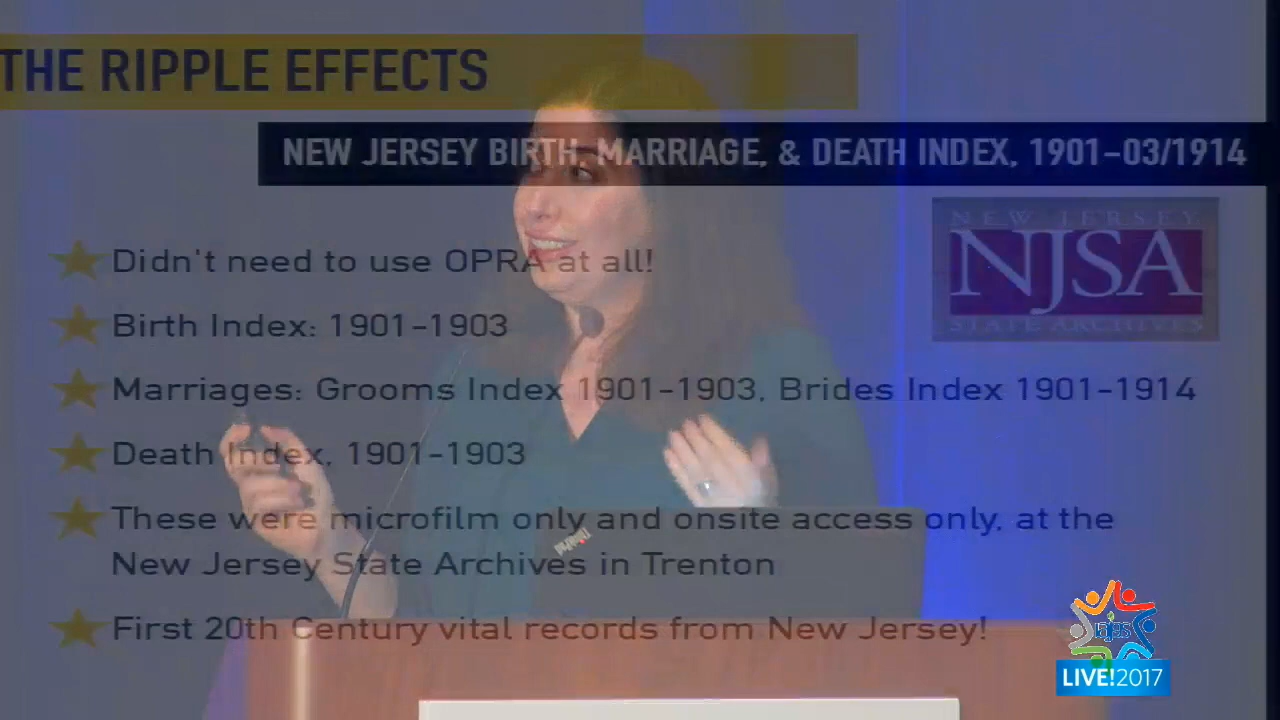 THE RIPPLE EFFECTS
NEW JERSEY BIRTH, MARRIAGE, & DEATH INDEX, 1901-03/1914
NEW JERSEY
NJSA
STATE ARCHIVES
Didn't need to use OPRA at all!
Birth Index: 1901-1903
Marriages: Grooms Index 1901-1903, Brides Index 1901-1914
Death Index, 1901-1903
These were microfilm only and onsite access only, at the
New Jersey State Archives in Trenton
First 20th Century vital records from New Jersey!
IAJGS
LIVE!2017